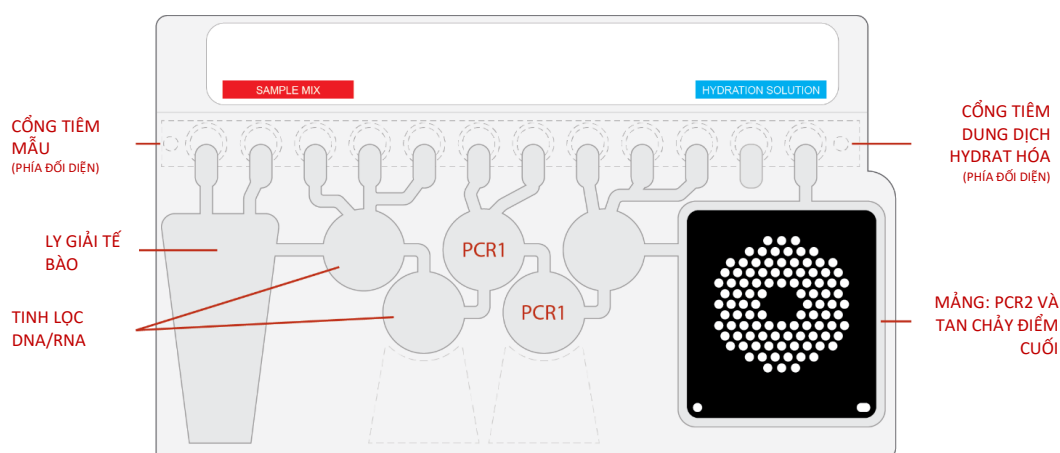 SAMPLE MIX
HYDRATION SOLUTION
CỔNG TIÊM
MẪU
(PHÍA ĐỐI DIỆN)
CỔNG TIÊM
DUNG DỊCH
HYDRAT HÓA
(PHÍA ĐỐI DIỆN)
LY GIẢI TẾ
BÀO
PCR1
PCR1
TINH LỌC
DNA/RNA
MẢNG: PCR2 VÀ
TAN CHẢY ĐIỂM
CUỐI